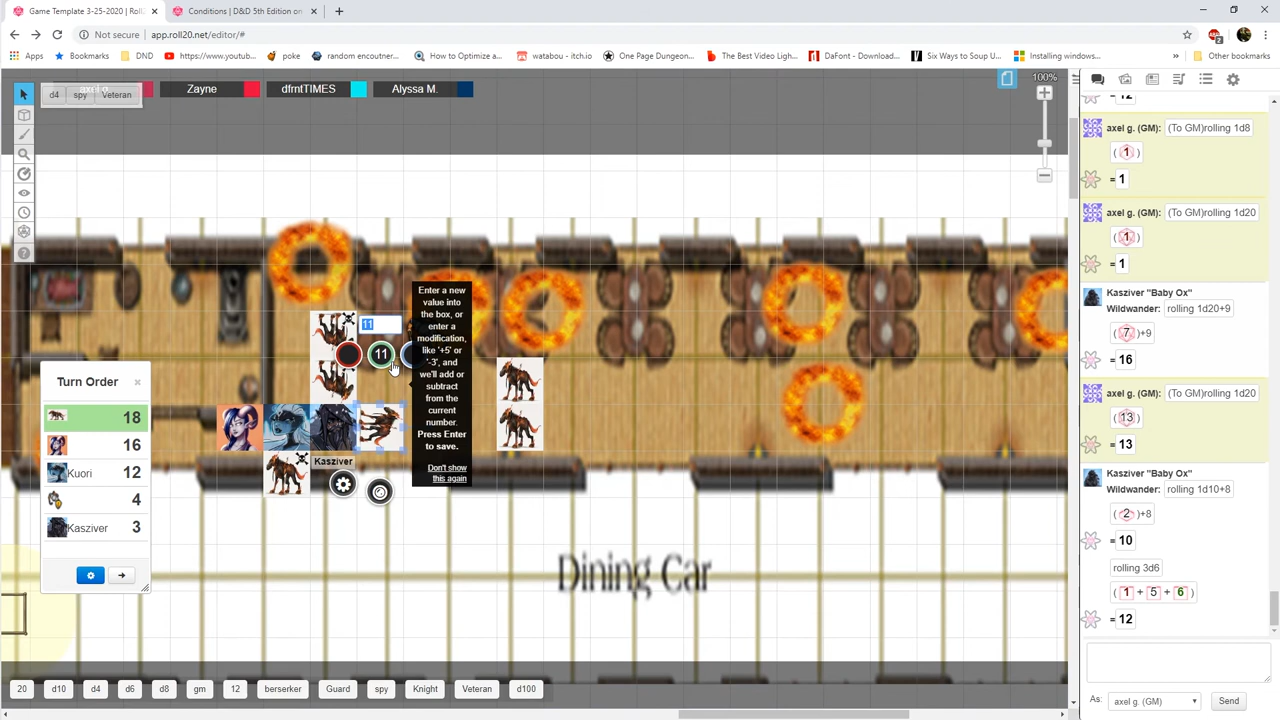 Game Template 3-25-2020 | Roll2
Conditions | D&D 5th Edition on
Not secure | app.roll20.net/editor/#
Apps
Bookmarks
DND
https://www.youtub...
poke
random encoutner...
How to Optimize a...
watabou - itch.io
One Page Dungeon...
The Best Video Ligh...
DaFont - Download...
Six Ways to Soup U...
Installing windows...
»
Other bookmarks
d4
spy
Veteran
Zayne
dfrntTIMES
Alyssa M.
100%
axel g. (GM): (To GM)rolling 1d8
(1)
= 1
axel g. (GM): (To GM)rolling 1d20
(1)
= 1
Kasziver "Baby Ox"
Wildwander: rolling 1d20+9
(7)+9
= 16
axel g. (GM): (To GM)rolling 1d20
(13)
= 13
Kasziver "Baby Ox"
Wildwander: rolling 1d10+8
(2)+8
= 10
rolling 3d6
(1+5+6)
= 12
As: axel g. (GM)
Send
11
11
Enter a new
value into
the box, or
enter a
modification,
like '+5' or
'-3', and
we'll add or
subtract
from the
current
number.
Press Enter
to save.
Don't show
this again
Turn Order
18
16
Kuori 12
4
Kasziver 3
Kasziver
Dining Car
20
d10
d4
d6
d8
gm
12
berserker
Guard
spy
Knight
Veteran
d100